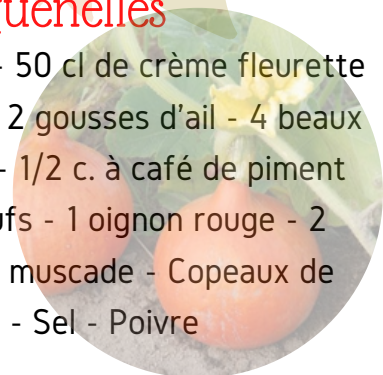 quenelles
- 50 cl de crème fleurette
2 gousses d'ail - 4 beaux
- 1/2 c. à café de piment
ufs - 1 oignon rouge - 2
muscade - Copeaux de
- Sel - Poivre